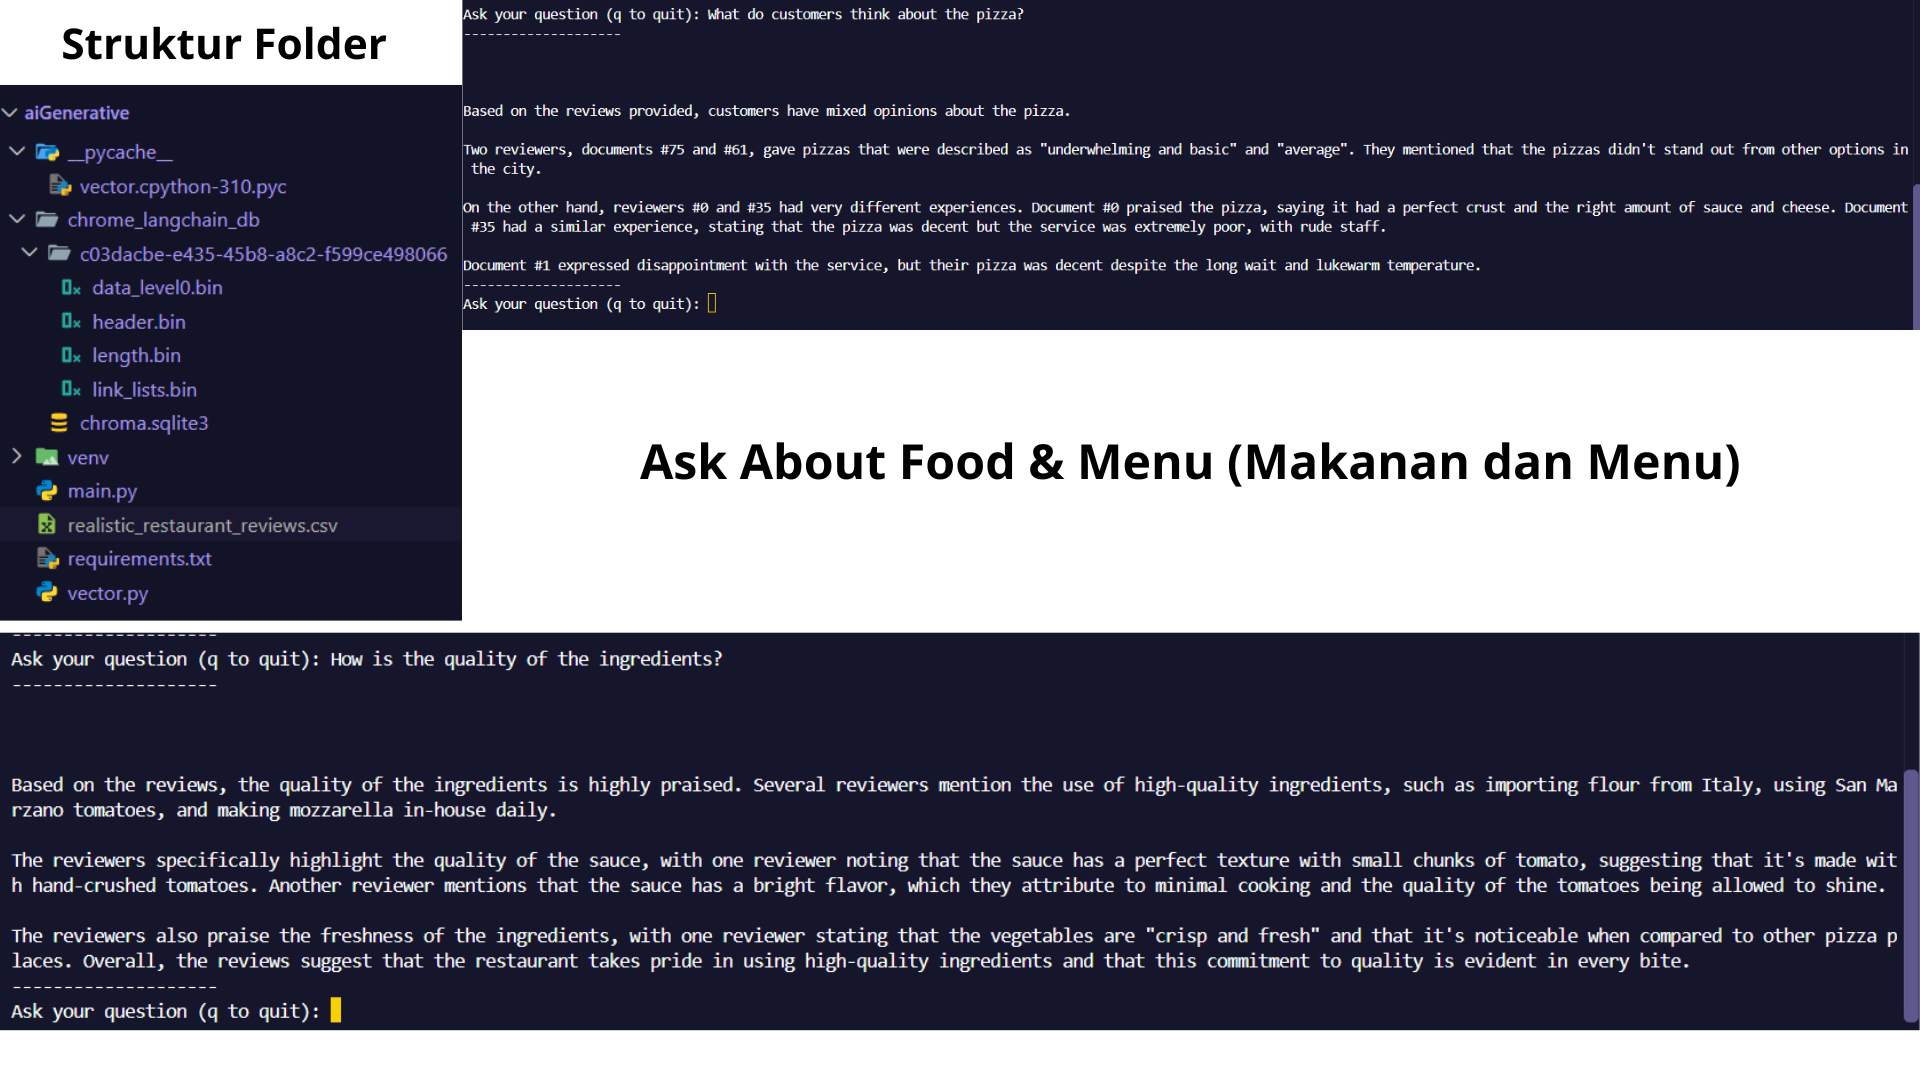 Struktur Folder
aiGenerative
__pycache__
vector.cpython-310.pyc
chrome_langchain_db
c03dacbe-e435-45b8-a8c2-f599ce498066
data_level0.bin
header.bin
length.bin
link_lists.bin
chroma.sqlite3
venv
main.py
realistic_restaurant_reviews.csv
requirements.txt
vector.py
Ask your question (q to quit): What do customers think about the pizza?
--------------------
Based on the reviews provided, customers have mixed opinions about the pizza.
Two reviewers, documents #75 and #61, gave pizzas that were described as "underwhelming and basic" and "average". They mentioned that the pizzas didn't stand out from other options in
the city.
On the other hand, reviewers #0 and #35 had very different experiences. Document #0 praised the pizza, saying it had a perfect crust and the right amount of sauce and cheese. Document
#35 had a similar experience, stating that the pizza was decent but the service was extremely poor, with rude staff.
Document #1 expressed disappointment with the service, but their pizza was decent despite the long wait and lukewarm temperature.
--------------------
Ask your question (q to quit):
Ask About Food & Menu (Makanan dan Menu)
--------------------
Ask your question (q to quit): How is the quality of the ingredients?
--------------------
Based on the reviews, the quality of the ingredients is highly praised. Several reviewers mention the use of high-quality ingredients, such as importing flour from Italy, using San Ma
rzano tomatoes, and making mozzarella in-house daily.
The reviewers specifically highlight the quality of the sauce, with one reviewer noting that the sauce has a perfect texture with small chunks of tomato, suggesting that it's made wit
h hand-crushed tomatoes. Another reviewer mentions that the sauce has a bright flavor, which they attribute to minimal cooking and the quality of the tomatoes being allowed to shine.
The reviewers also praise the freshness of the ingredients, with one reviewer stating that the vegetables are "crisp and fresh" and that it's noticeable when compared to other pizza p
laces. Overall, the reviews suggest that the restaurant takes pride in using high-quality ingredients and that this commitment to quality is evident in every bite.
--------------------
Ask your question (q to quit):